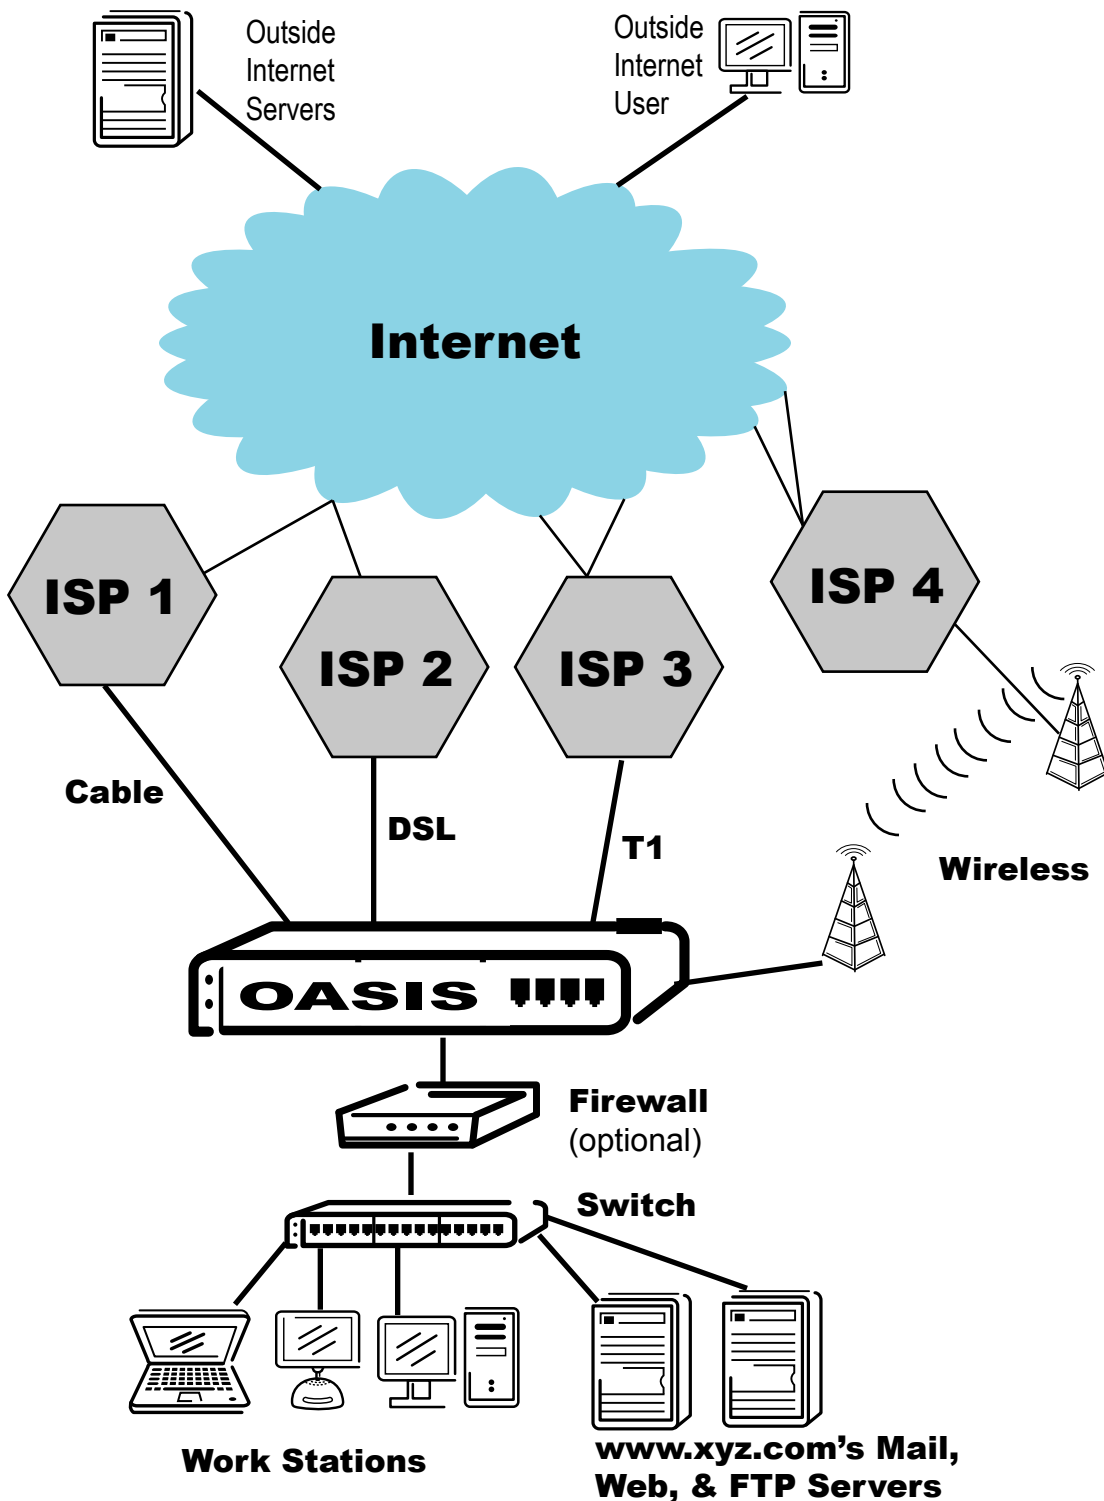 Outside
Internet
Servers
Outside
Internet
User
Internet
ISP 1
ISP 2
ISP 3
ISP 4
Cable
DSL
T1
Wireless
OASIS
Firewall
(optional)
Switch
Work Stations
www.xyz.com’s Mail,
Web, & FTP Servers